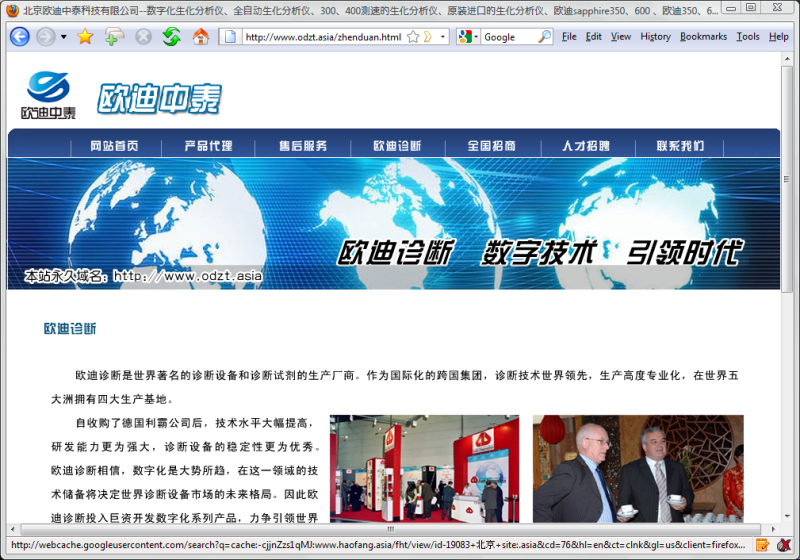 北京欧迪中泰科技有限公司--数字化生化分析仪、全自动生化分析仪、300、400测速的生化分析仪、原装进口的生化分析仪、欧迪sapphire350、600 、欧迪350、6...
http://www.odzt.asia/zhenduan.html
Google
File Edit View History Bookmarks Tools Help
欧迪中泰
欧迪中泰
网站首页 产品代理 售后服务 欧迪诊断 全国招商 人才招聘 联系我们
欧迪诊断 数字技术 引领时代
本站永久域名：http://www.odzt.asia
欧迪诊断
欧迪诊断是世界著名的诊断设备和诊断试剂的生产厂商。作为国际化的跨国集团，诊断技术世界领先，生产高度专业化，在世界五
大洲拥有四大生产基地。
自收购了德国利霸公司后，技术水平大幅提高，
研发能力更为强大，诊断设备的稳定性更为优秀。
欧迪诊断相信，数字化是大势所趋，在这一领域的技
术储备将决定世界诊断设备市场的未来格局。因此欧
迪诊断投入巨资开发数字化系列产品，力争引领世界
http://webcache.googleusercontent.com/search?q=cache:-cjjnZzs1qMJ:www.haofang.asia/fht/view/id-19083+北京+site:.asia&cd=76&hl=en&ct=clnk&gl=us&client=firefox...